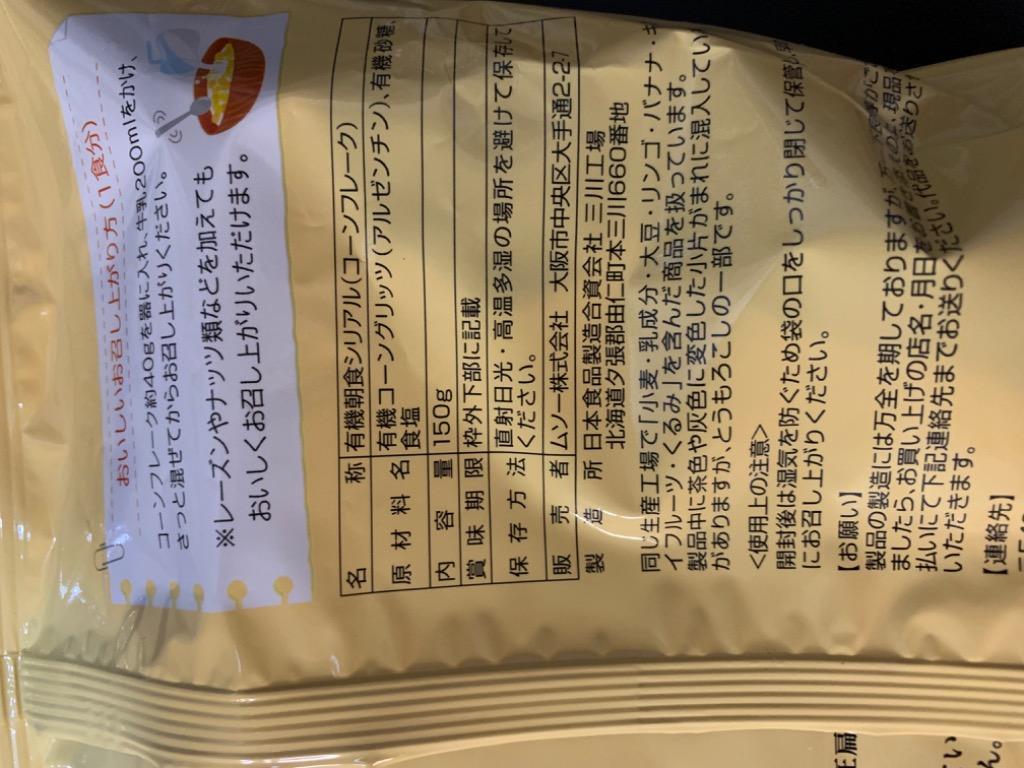 おいしいお召し上がり方(1食分)
コーンフレーク約40gを器に入れ、牛乳200mlをかけ、
さっと混ぜてからお召し上がりください。
※レーズンやナッツ類などを加えても
おいしくお召し上がりいただけます。
名称 有機朝食シリアル(コーンフレーク)
原材料名 有機コーングリッツ(アルゼンチン)、有機砂糖、
食塩
内容量 150g
賞味期限 枠外下部に記載
保存方法 直射日光・高温多湿の場所を避けて保存して
ください。
販売者 ムソー株式会社 大阪市中央区大手通2-2-7
製造所 日本食品製造合資会社 三川工場
北海道夕張郡由仁町本三川660番地
同じ生産工場で「小麦・乳成分・大豆・リンゴ・バナナ・キ
イフルーツ・くるみ」を含んだ商品を扱っています。
製品中に茶色や灰色に変色した小片がまれに混入してい
がありますが、とうもろこしの一部です。
<使用上の注意>
開封後は湿気を防ぐため袋の口をしっかり閉じて保管し、
にお召し上がりください。
【お願い】
製品の製造には万全を期しておりますが、
ましたら、お買い上げの店名・月日を
払いにて下記連絡先までお送りください。
いただきます。
【連絡先】